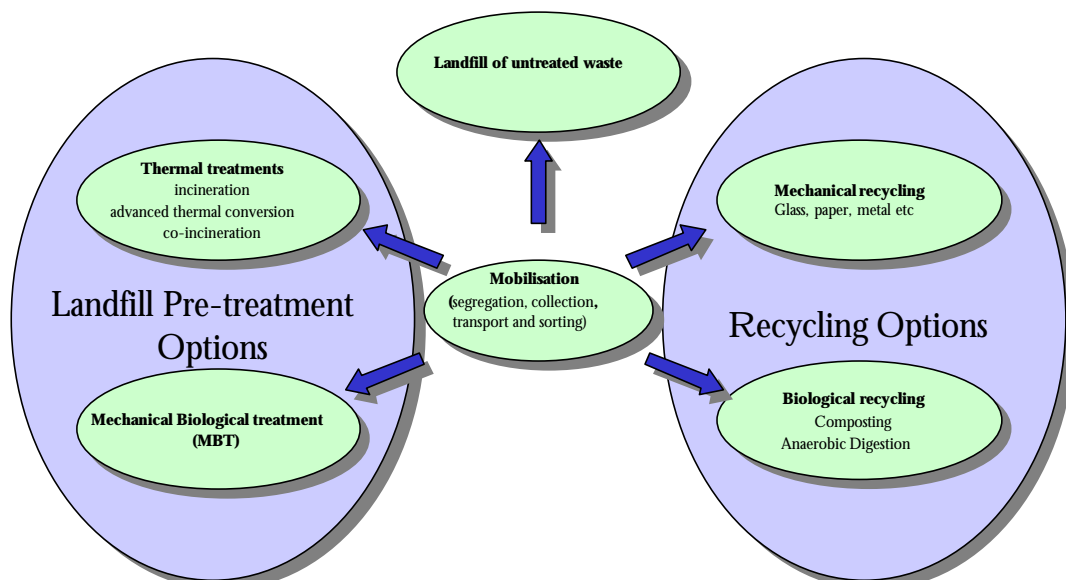 Landfill of untreated waste
Thermal treatments
incineration
advanced thermal conversion
co-incineration
Landfill Pre-treatment
Options
Mechanical Biological treatment
(MBT)
Mobilisation
(segregation, collection,
transport and sorting)
Mechanical recycling
Glass, paper, metal etc
Recycling Options
Biological recycling
Composting
Anaerobic Digestion